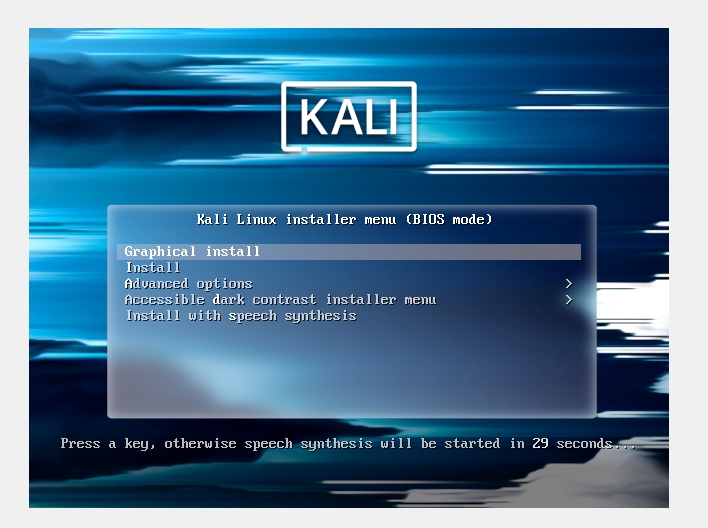 KALI
Kali Linux installer menu (BIOS mode)
Graphical install
Install
Advanced options >
Accessible dark contrast installer menu >
Install with speech synthesis
Press a key, otherwise speech synthesis will be started in 29 seconds...